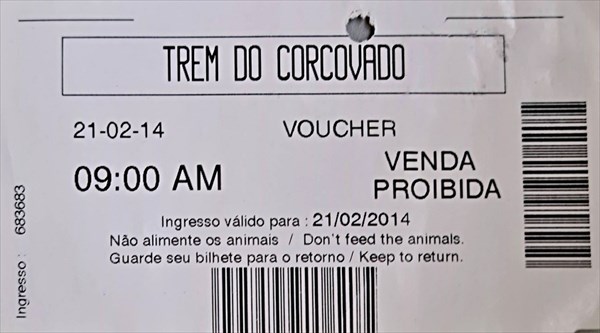 TREM DO CORCOVADO
21-02-14 VOUCHER
09:00 AM VENDA PROIBIDA
Ingresso válido para : 21/02/2014
Não alimente os animais / Don't feed the animals.
Guarde seu bilhete para o retorno / Keep to return.
Ingresso : 683683